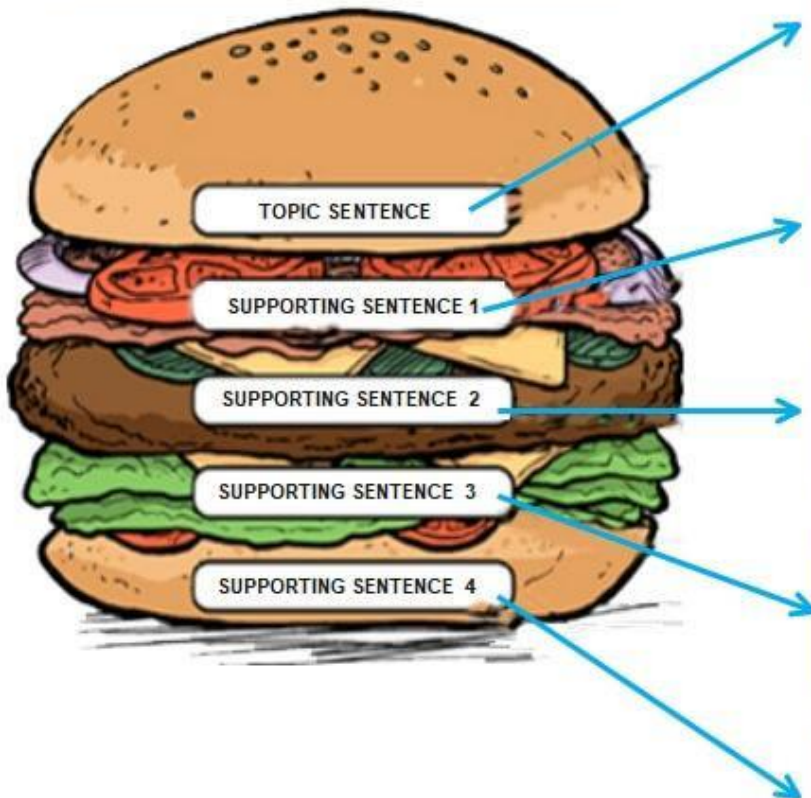 TOPIC SENTENCE
SUPPORTING SENTENCE 1
SUPPORTING SENTENCE 2
SUPPORTING SENTENCE 3
SUPPORTING SENTENCE 4